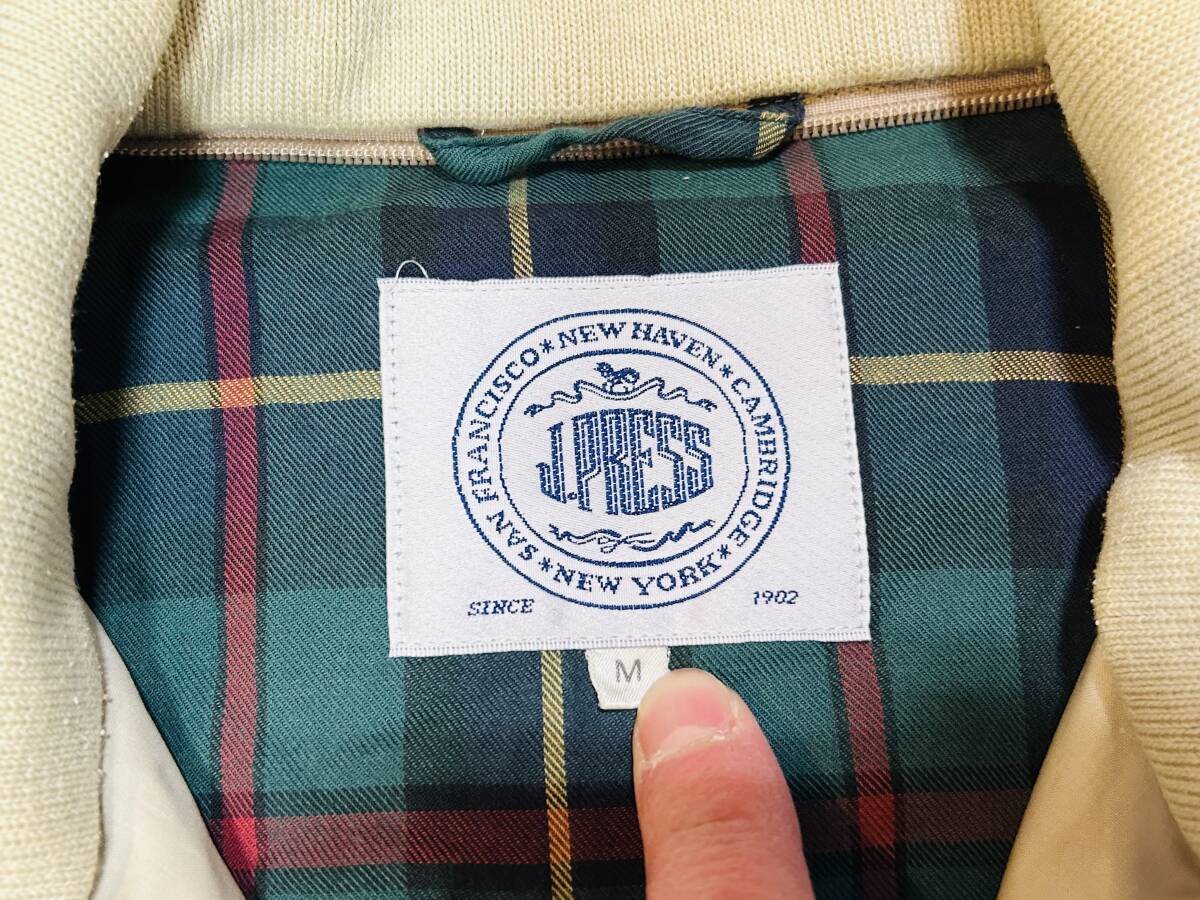 SAN FRANCISCO * NEW HAVEN * CAMBRIDGE * NEW YORK *
J.PRESS
SINCE 1902
M